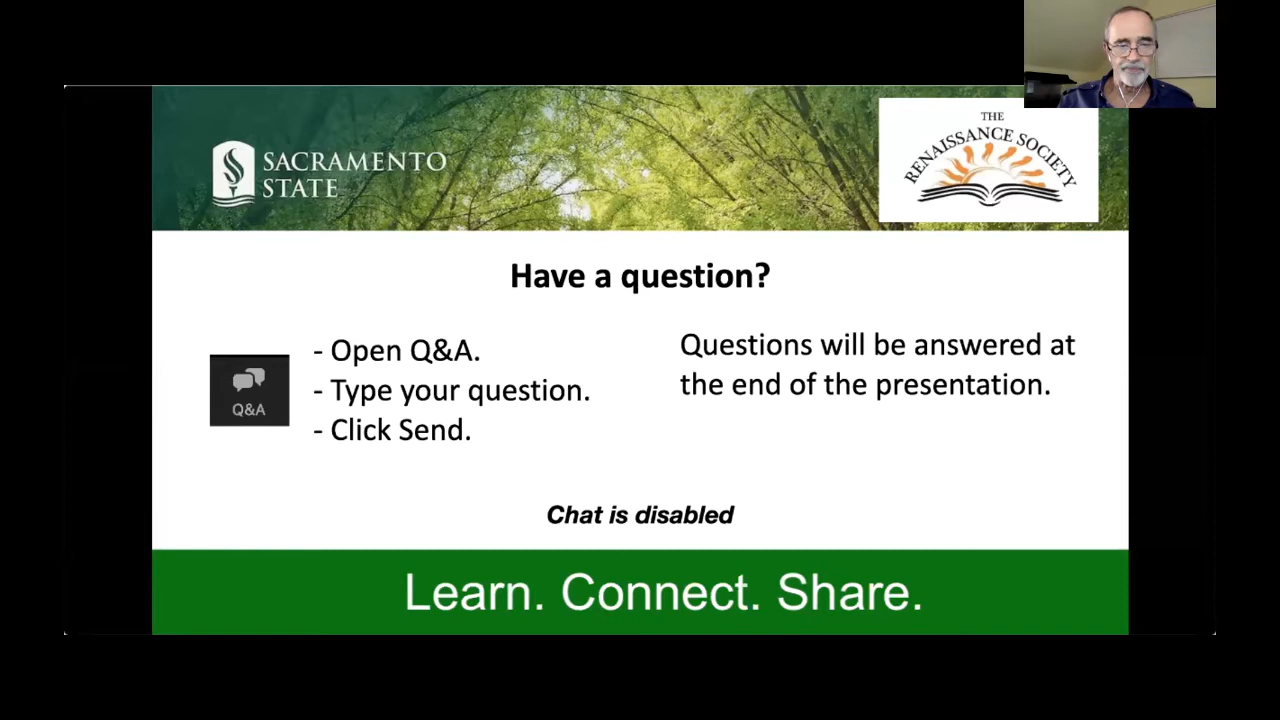 SACRAMENTO
STATE
THE
RENAISSANCE SOCIETY
Have a question?
- Open Q&A.
- Type your question.
- Click Send.
Q&A
Questions will be answered at
the end of the presentation.
Chat is disabled
Learn. Connect. Share.